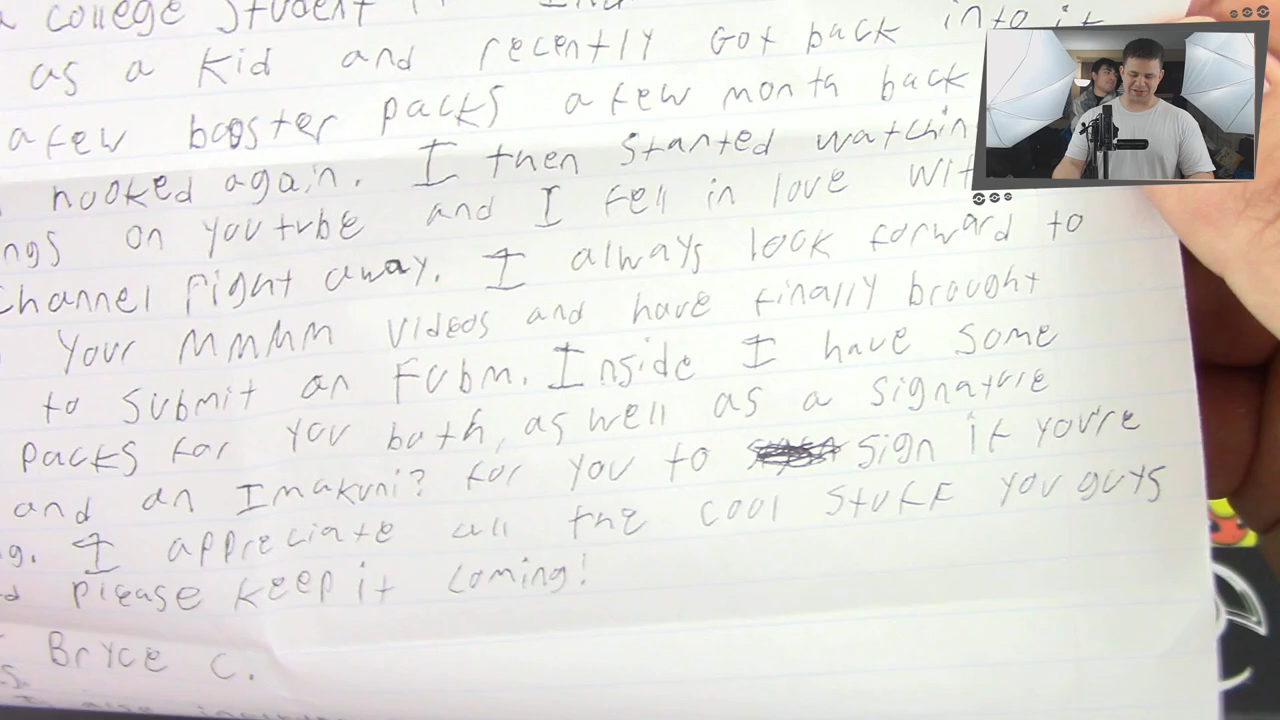 a college student
as a kid and recently got back into it
a few booster packs a few month back
hooked again. I then started watchin
ngs on youtube and I fell in love wit
channel right away. I always look forward to
Your MMMM videos and have finally brought
to submit an FUBM. Inside I have some
packs for you both, as well as a signature
and an Imakuni? for you to sign if you're
g. I appreciate all the cool stuff you guys
please keep it coming!
Bryce C.